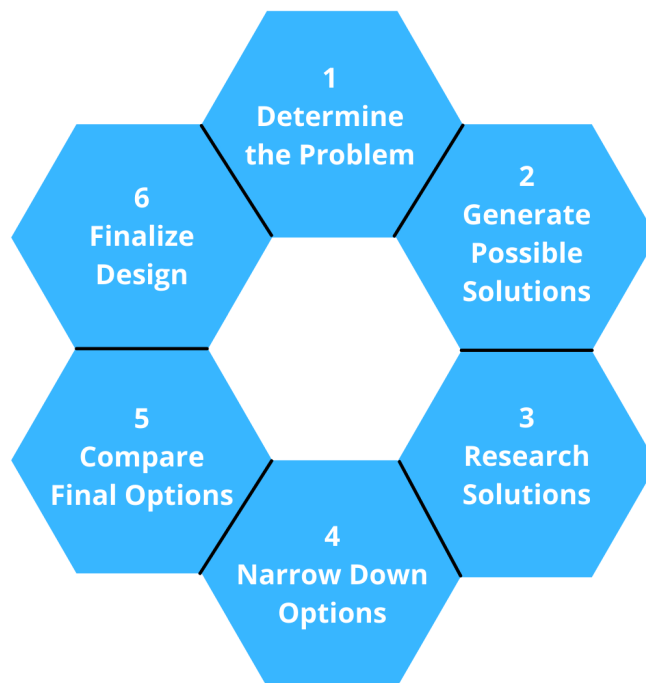 1
Determine
the Problem
2
Generate
Possible
Solutions
3
Research
Solutions
4
Narrow Down
Options
5
Compare
Final Options
6
Finalize
Design